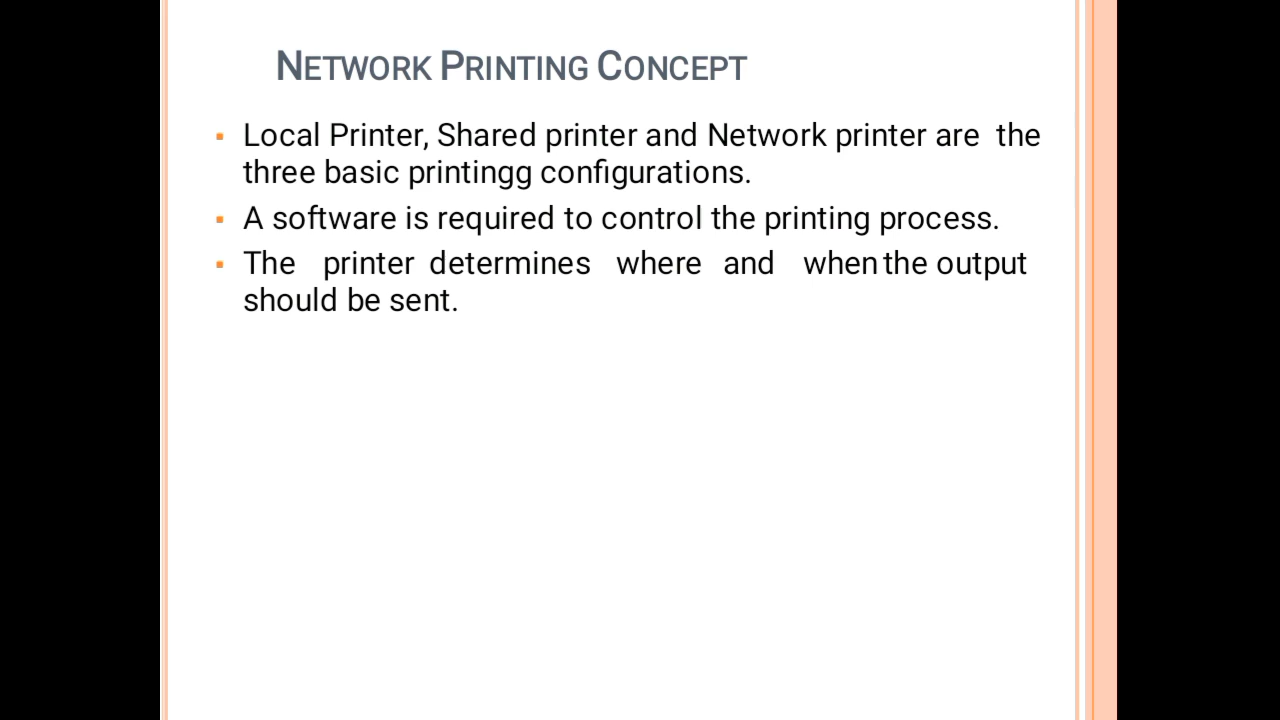 NETWORK PRINTING CONCEPT
Local Printer, Shared printer and Network printer are the
three basic printingg configurations.
A software is required to control the printing process.
The printer determines where and when the output
should be sent.